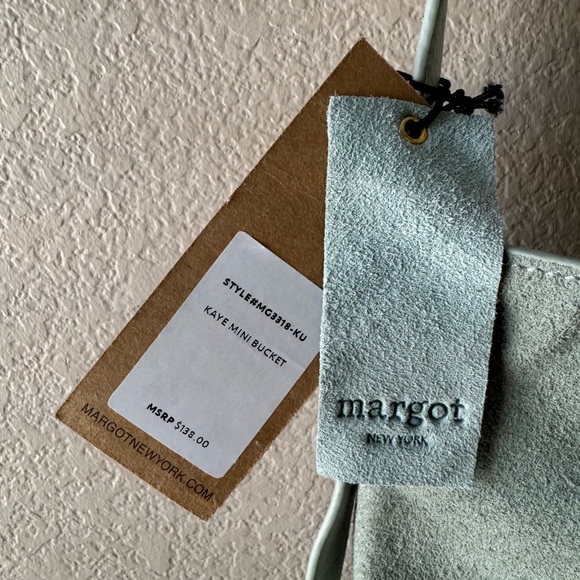 STYLE#MG3318-KU
KAYE MINI BUCKET
MSRP $138.00
MARGOTNEWYORK.COM
margot
NEW YORK